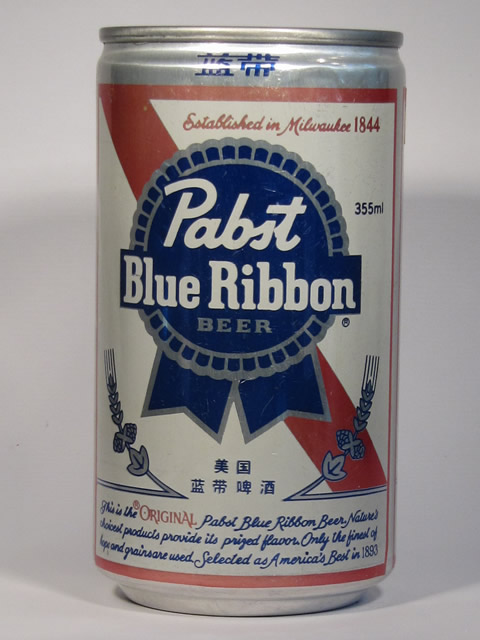 蓝带
Established in Milwaukee 1844
355ml
Pabst
Blue Ribbon
BEER
®
美国
蓝带啤酒
This is the ®ORIGINAL Pabst Blue Ribbon Beer. Nature's
choicest products provide its prized flavor. Only the finest of
hops and grains are used. Selected as America's Best in 1893